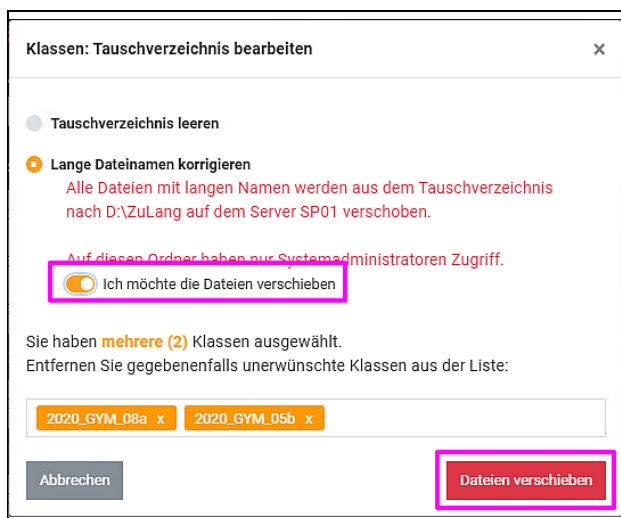 Klassen: Tauschverzeichnis bearbeiten ×
Tauschverzeichnis leeren
Lange Dateinamen korrigieren
Alle Dateien mit langen Namen werden aus dem Tauschverzeichnis
nach D:\ZuLang auf dem Server SP01 verschoben.
Auf diesen Ordner haben nur Systemadministratoren Zugriff.
Ich möchte die Dateien verschieben
Sie haben mehrere (2) Klassen ausgewählt.
Entfernen Sie gegebenenfalls unerwünschte Klassen aus der Liste:
2020_GYM_08a x 2020_GYM_05b x
Abbrechen Dateien verschieben